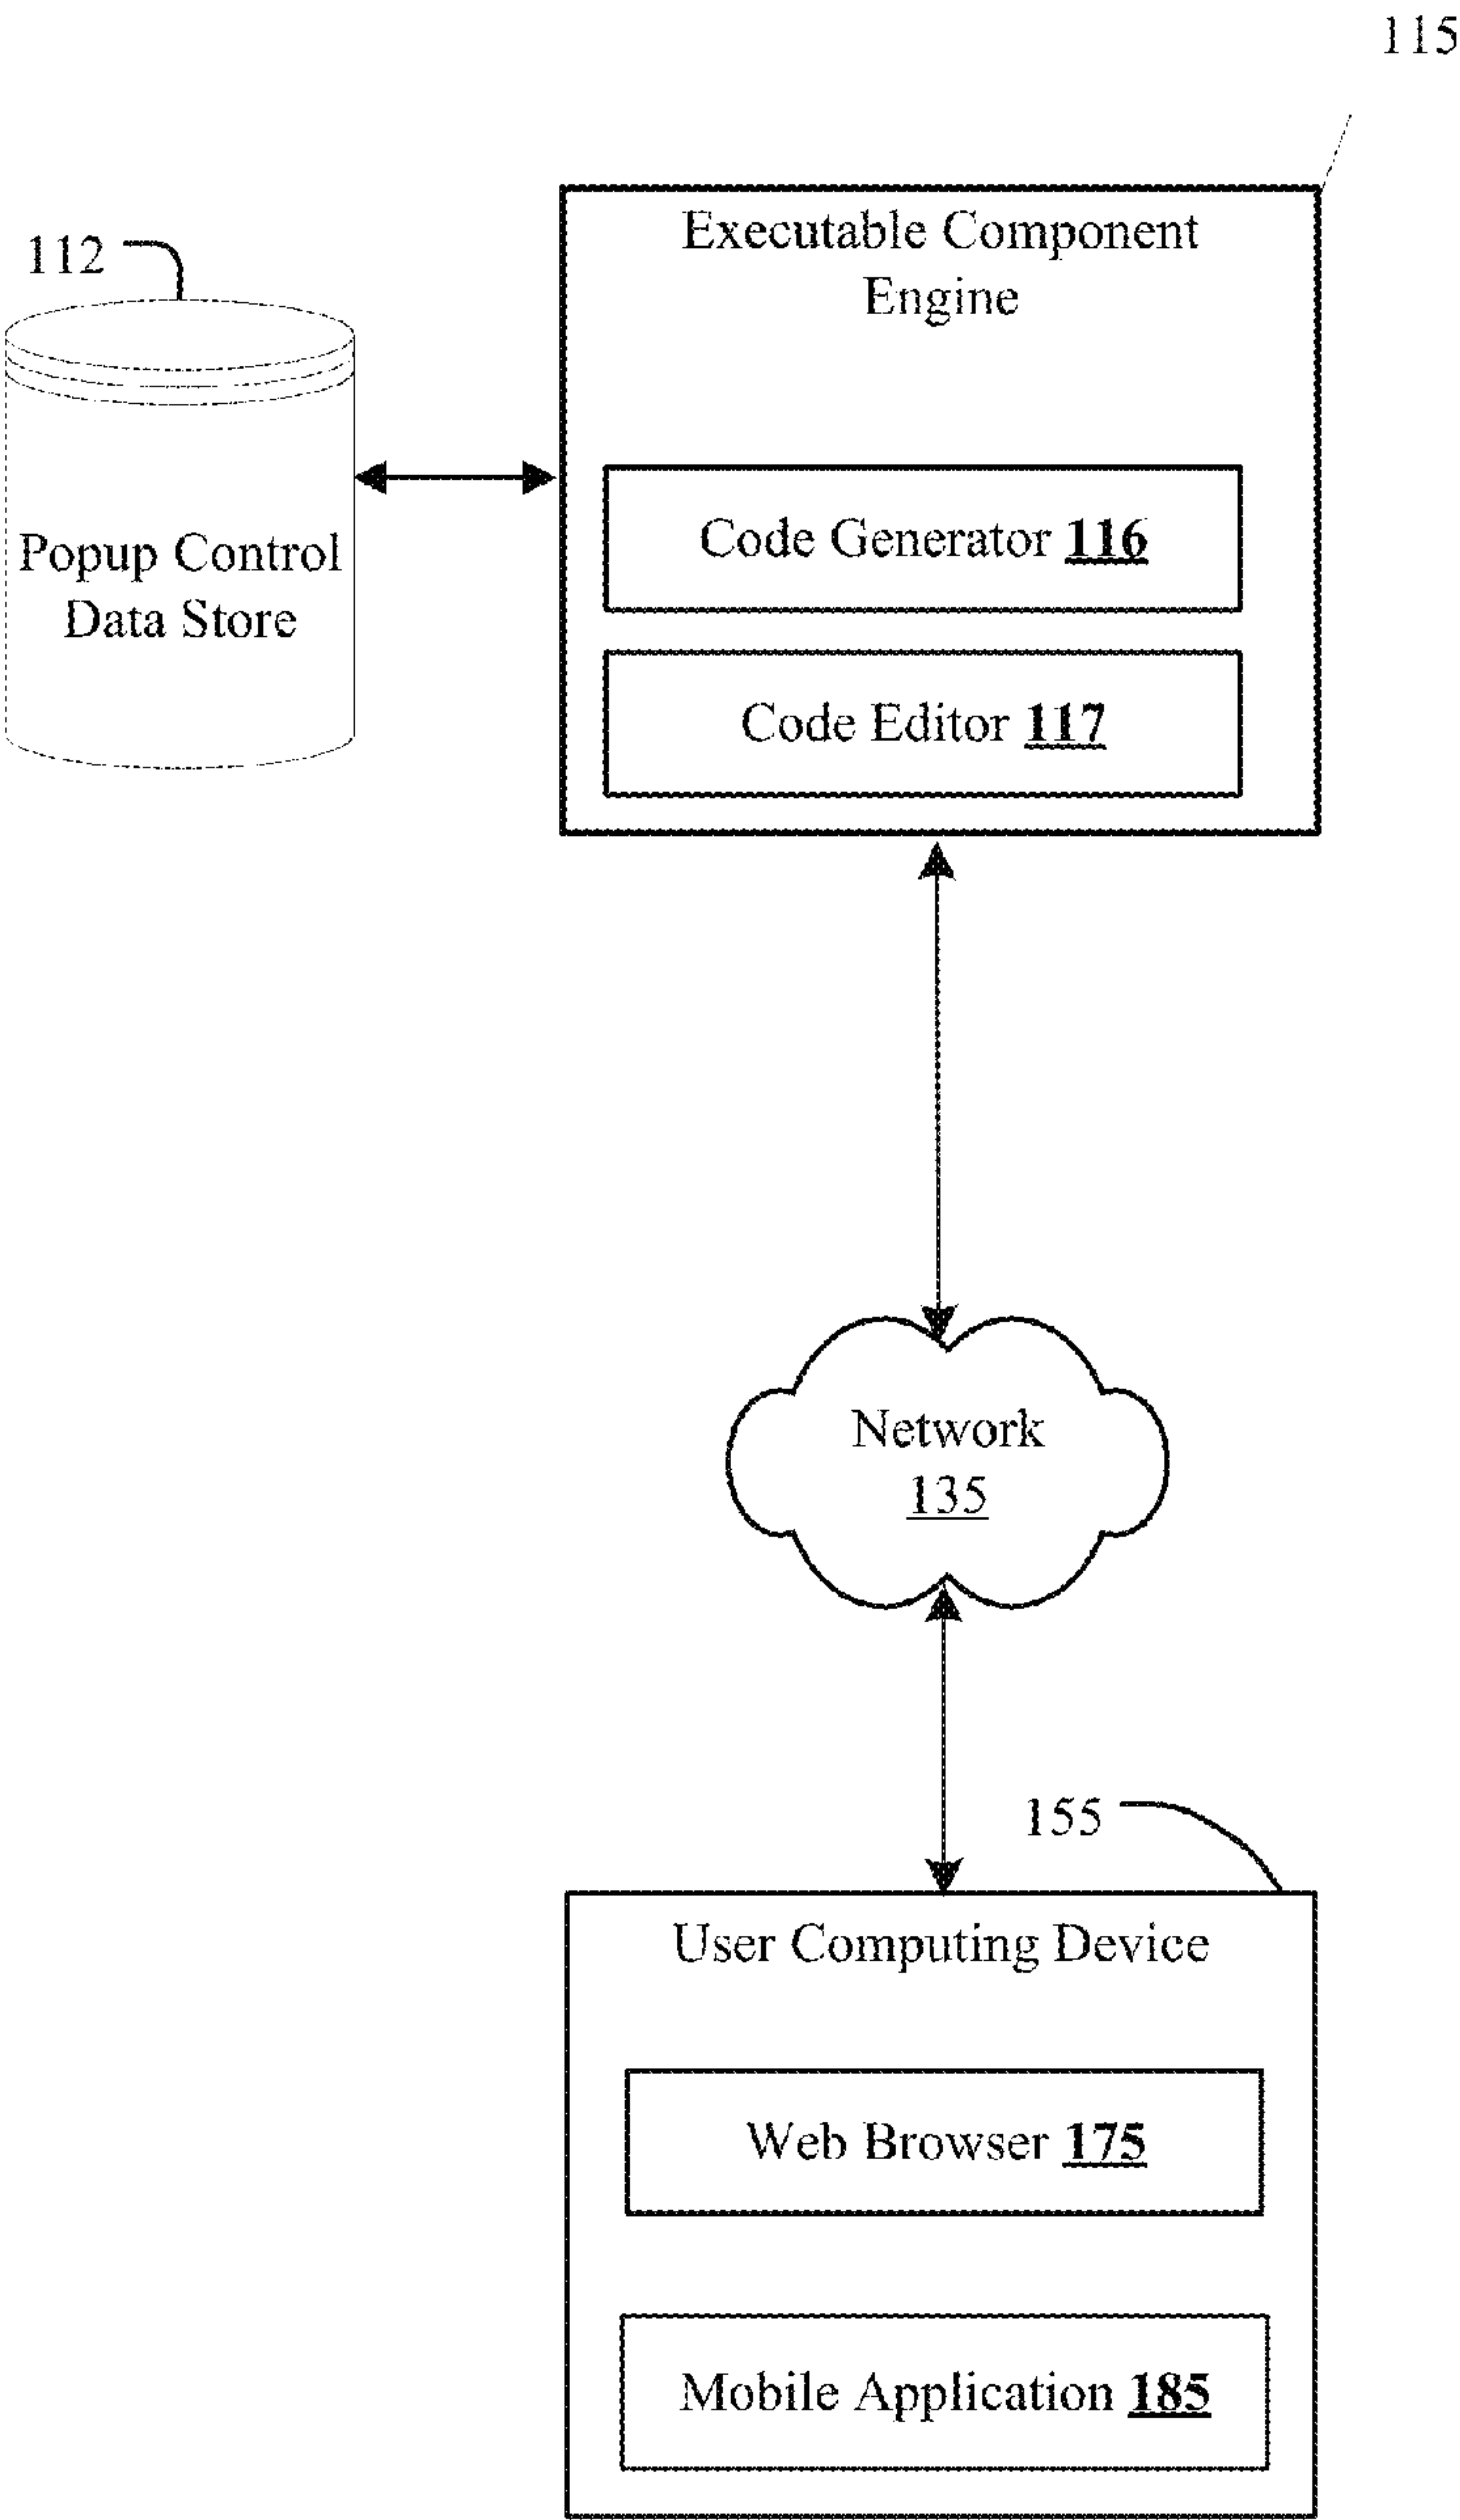 115
Executable Component
Engine
112
Popup Control
Data Store
Code Generator 116
Code Editor 117
Network
135
155
User Computing Device
Web Browser 175
Mobile Application 185